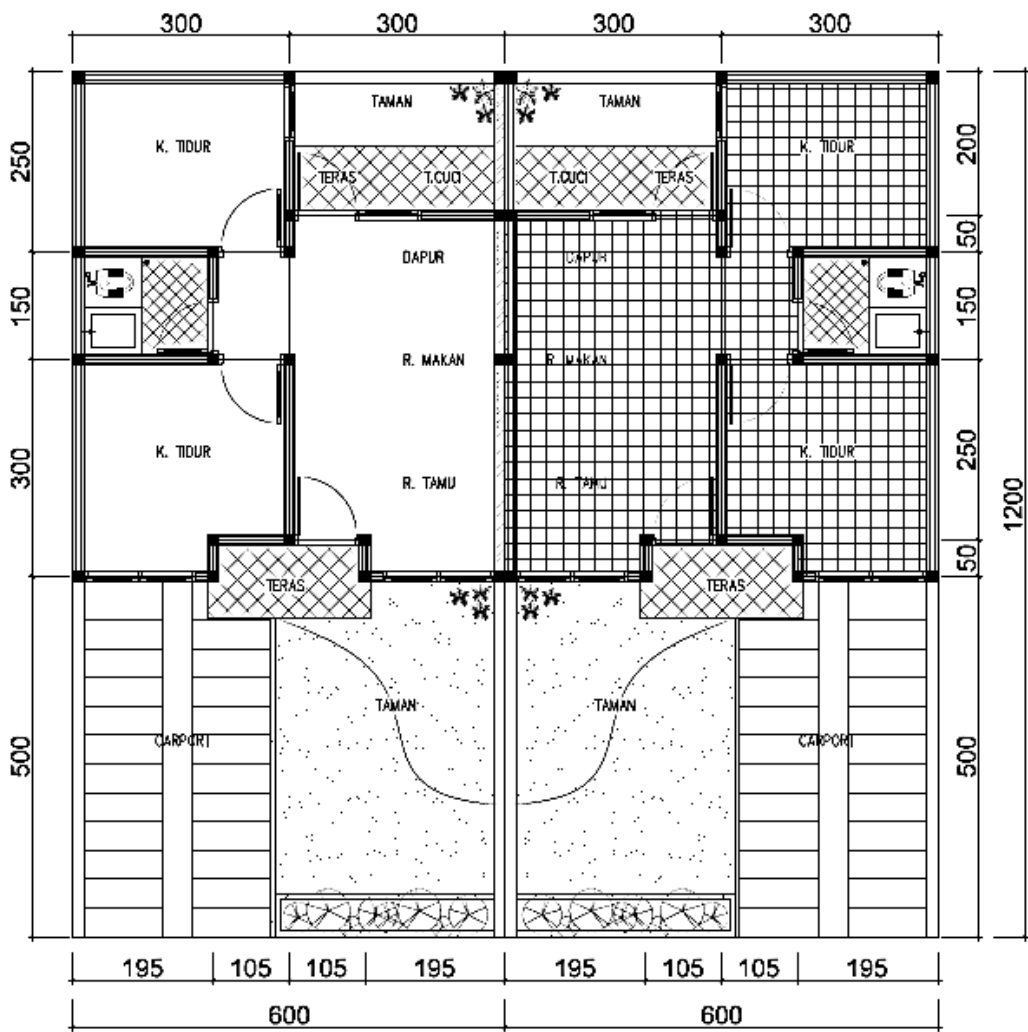 300 300 300 300
TAMAN TAMAN
K. TIDUR K. TIDUR
250 200
TERAS T.CUCI T.CUCI TERAS
50
DAPUR DAPUR
150 150
R. MAKAN R. MAKAN
K. TIDUR K. TIDUR
300 250
R. TAMU R. TAMU
1200
50
TERAS TERAS
TAMAN TAMAN
CARPORT CARPORT
500 500
195 105 105 195 195 105 105 195
600 600